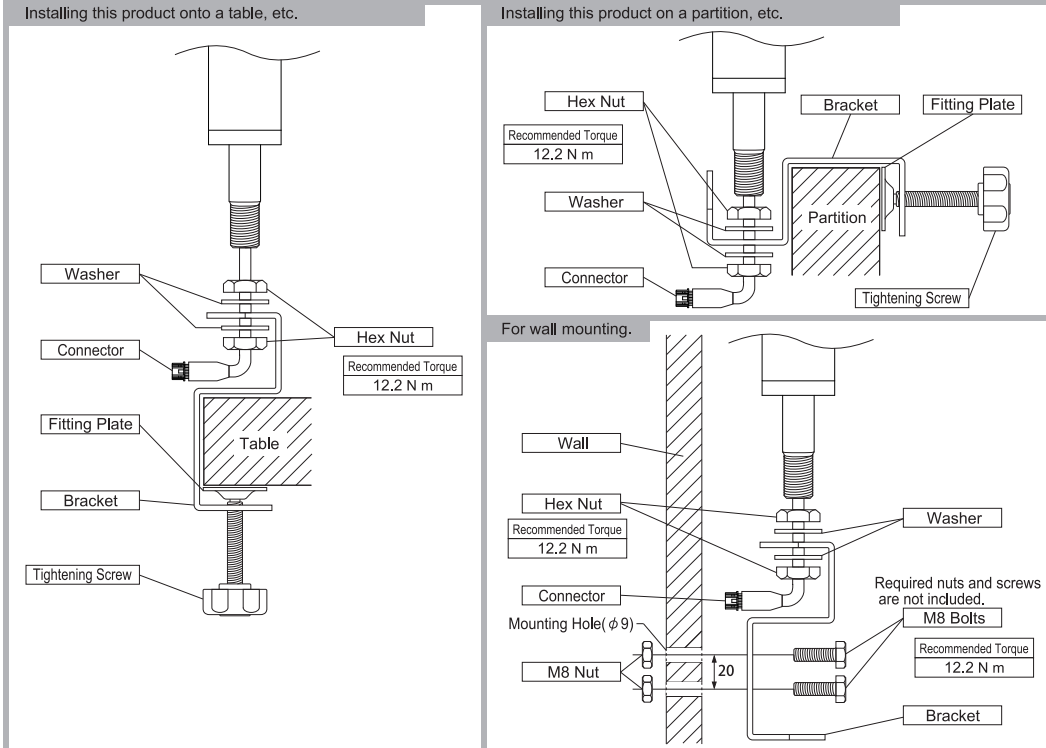 Installing this product onto a table, etc.
Washer
Connector
Hex Nut
Recommended Torque
12.2 N m
Fitting Plate
Table
Bracket
Tightening Screw
Installing this product on a partition, etc.
Hex Nut
Bracket
Fitting Plate
Recommended Torque
12.2 N m
Washer
Partition
Connector
Tightening Screw
For wall mounting.
Wall
Hex Nut
Washer
Recommended Torque
12.2 N m
Connector
Required nuts and screws
are not included.
Mounting Hole(φ9)
M8 Bolts
Recommended Torque
12.2 N m
M8 Nut
20
Bracket